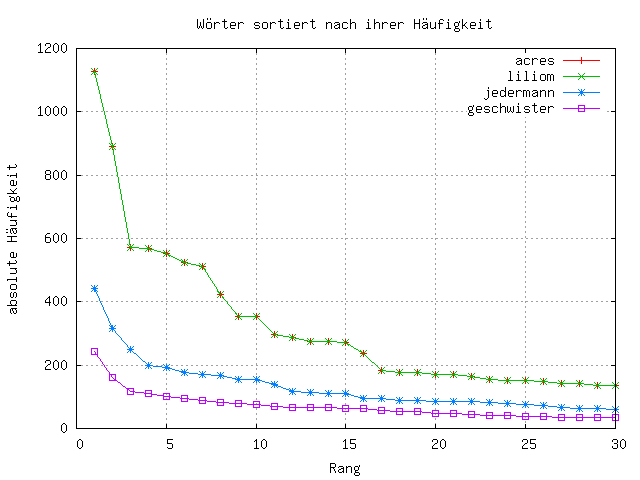 Wörter sortiert nach ihrer Häufigkeit
1200
1000
800
600
400
200
0
absolute Häufigkeit
acres
liliom
jedermann
geschwister
0 5 10 15 20 25 30
Rang